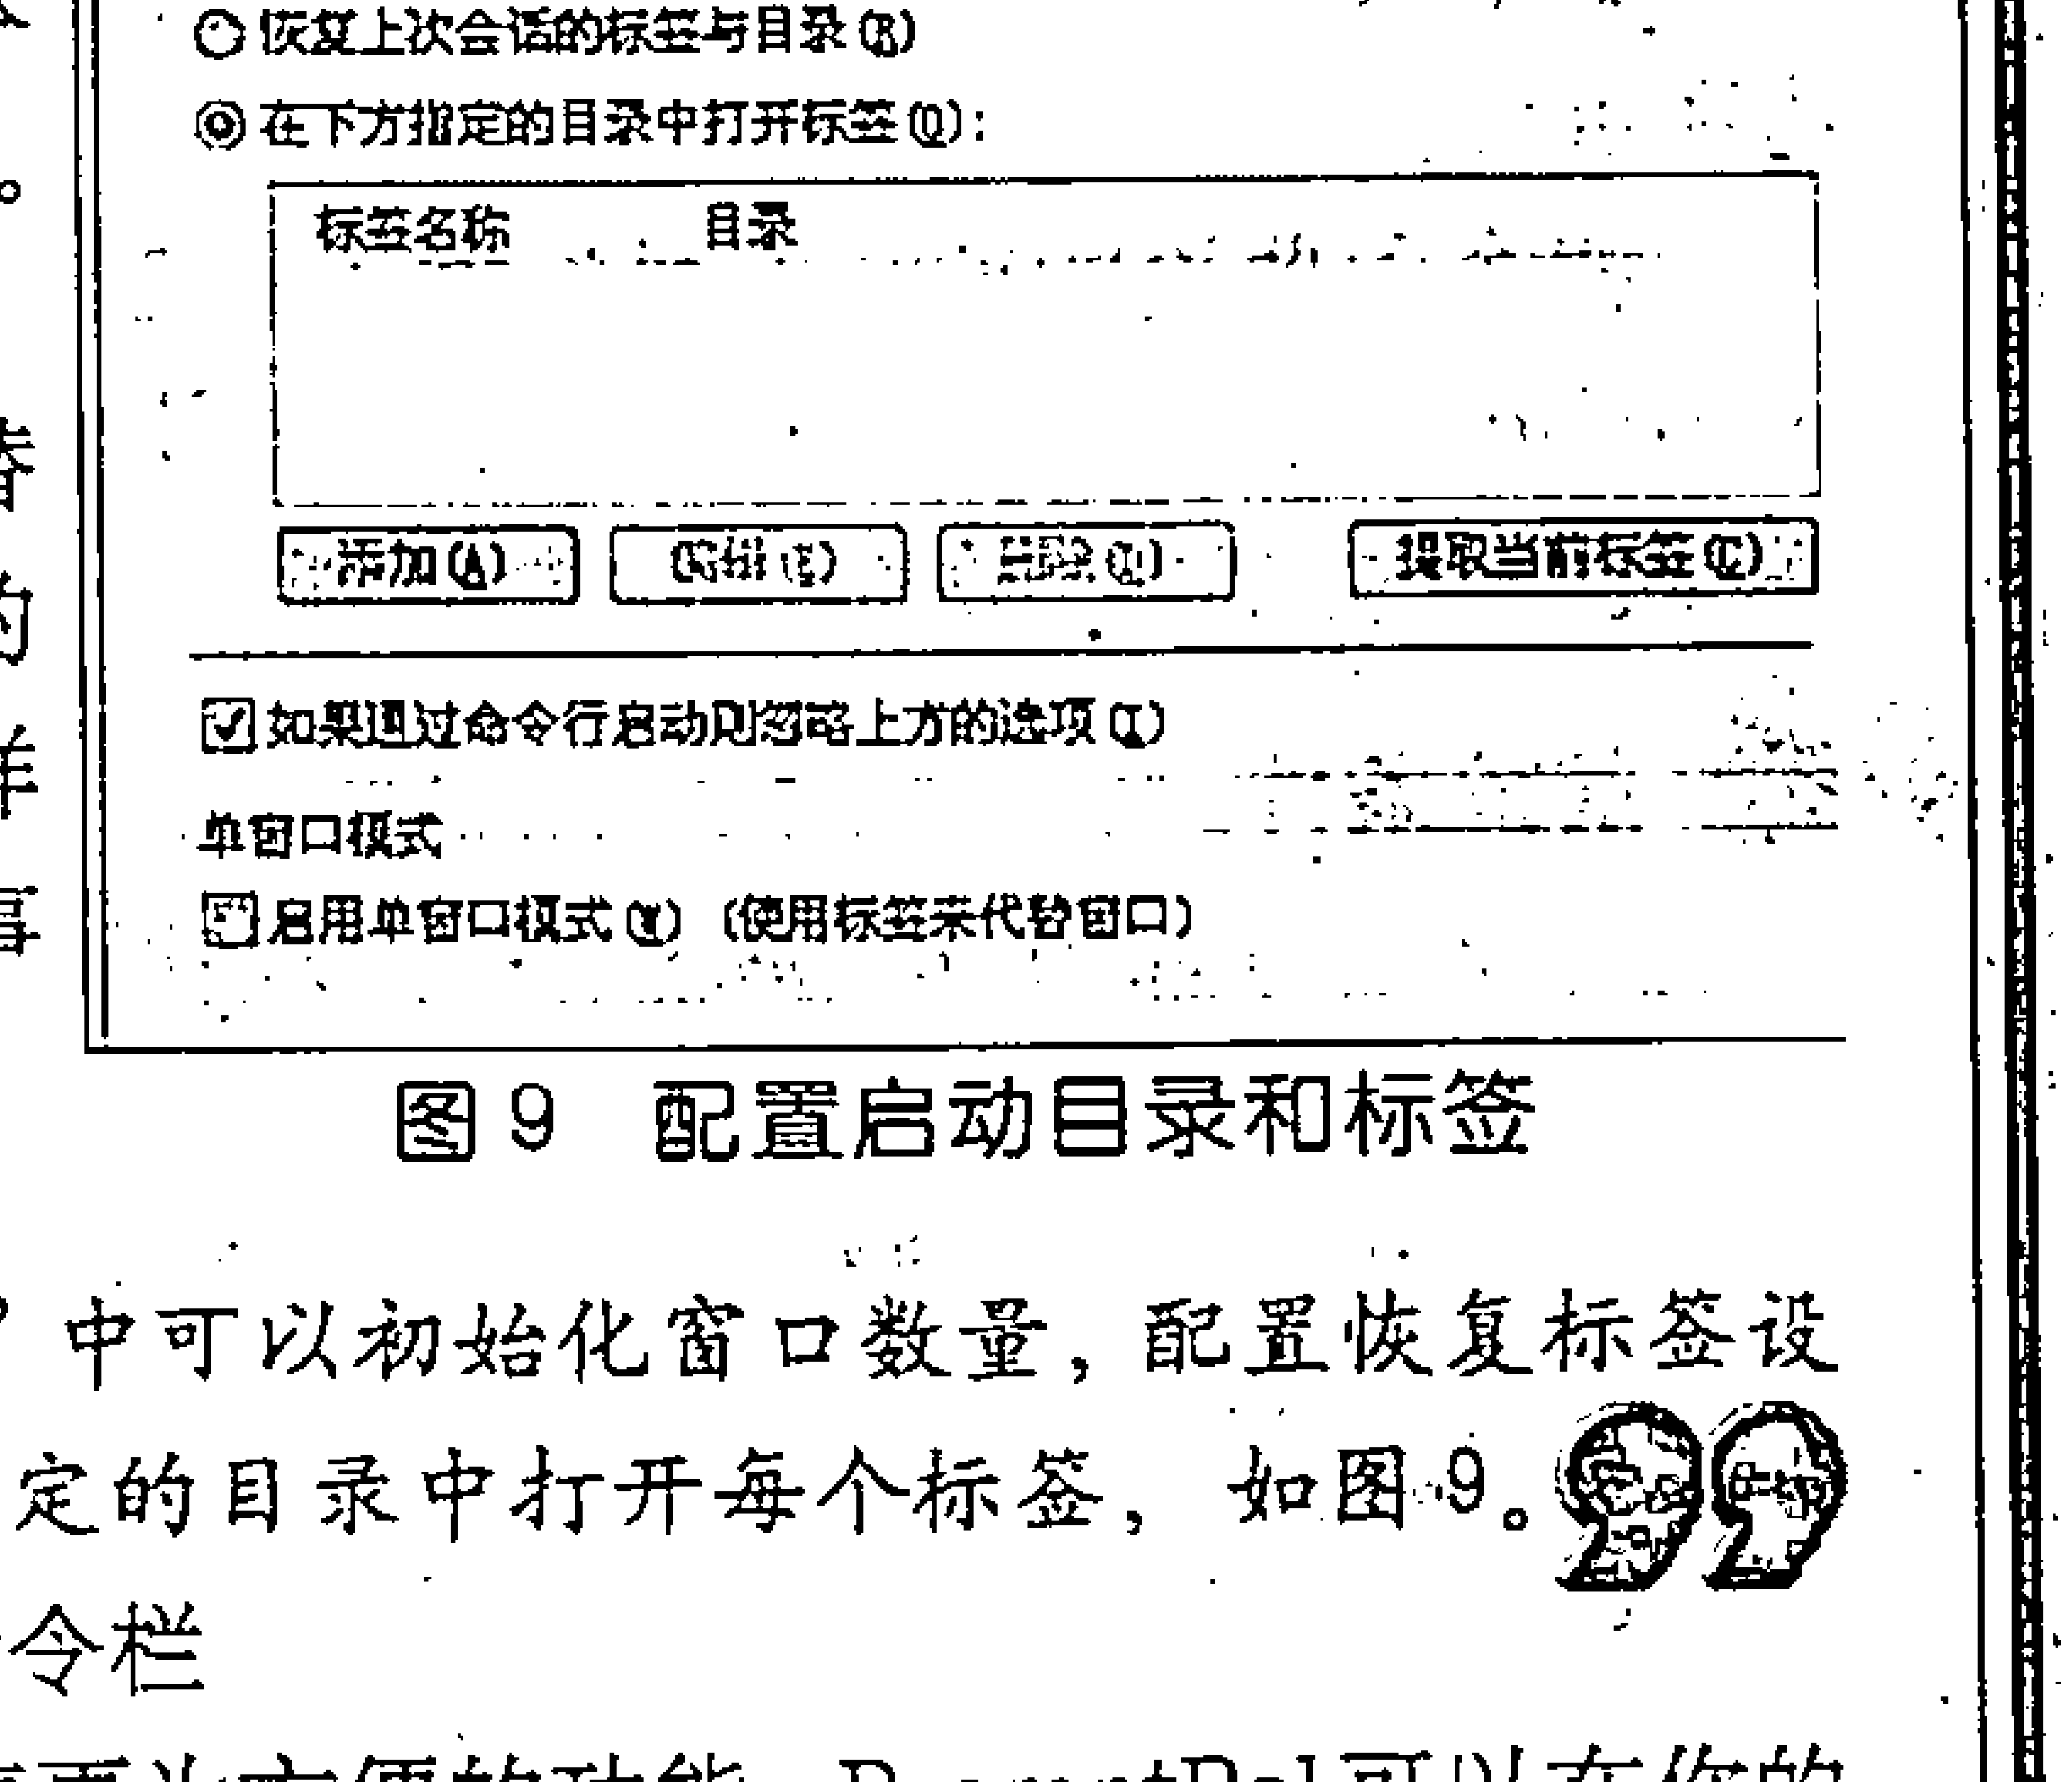 恢复上次会话的标签与目录(R)
在下方指定的目录中打开标签(O):
标签名称 目录
添加(A) 编辑(E) 删除(D) 提取当前标签(C)
如果通过命令行启动则忽略上方的选项(I)
单窗口模式
启用单窗口模式(W) (使用标签来代替窗口)
图9 配置启动目录和标签
中可以初始化窗口数量,配置恢复标签设
定的目录中打开每个标签, 如图9。
令栏